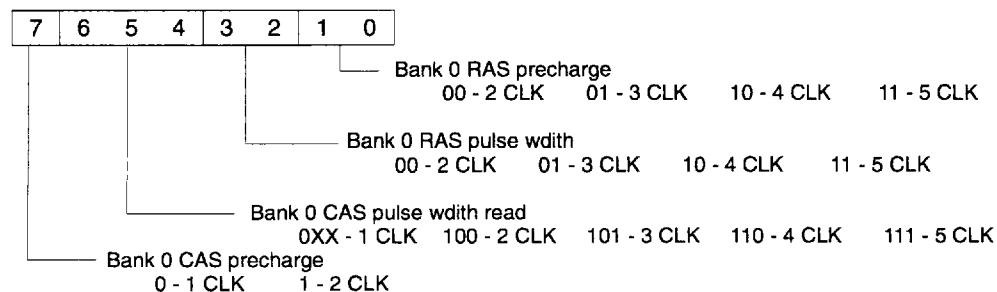 7 6 5 4 3 2 1 0
Bank 0 RAS precharge
00 - 2 CLK 01 - 3 CLK 10 - 4 CLK 11 - 5 CLK
Bank 0 RAS pulse wdith
00 - 2 CLK 01 - 3 CLK 10 - 4 CLK 11 - 5 CLK
Bank 0 CAS pulse wdith read
0XX - 1 CLK 100 - 2 CLK 101 - 3 CLK 110 - 4 CLK 111 - 5 CLK
Bank 0 CAS precharge
0 - 1 CLK 1 - 2 CLK